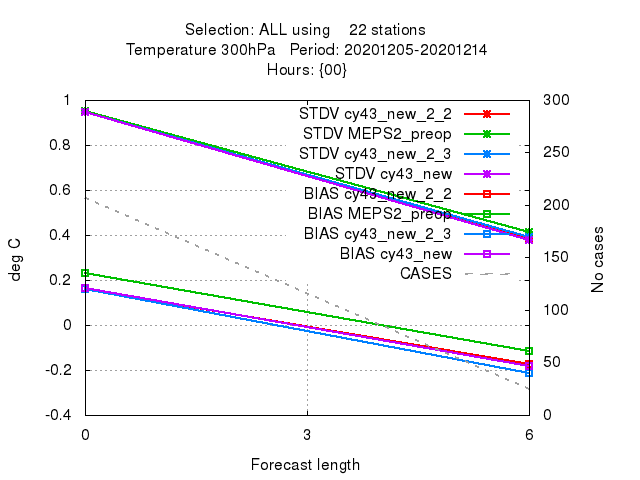 Selection: ALL using    22 stations
Temperature 300hPa   Period: 20201205-20201214
Hours: {00}
STDV cy43_new_2_2
STDV MEPS2_preop
STDV cy43_new_2_3
STDV cy43_new
BIAS cy43_new_2_2
BIAS MEPS2_preop
BIAS cy43_new_2_3
BIAS cy43_new
CASES
deg C
1
0.8
0.6
0.4
0.2
0
-0.2
-0.4
No cases
300
250
200
150
100
50
0
0
3
6
Forecast length